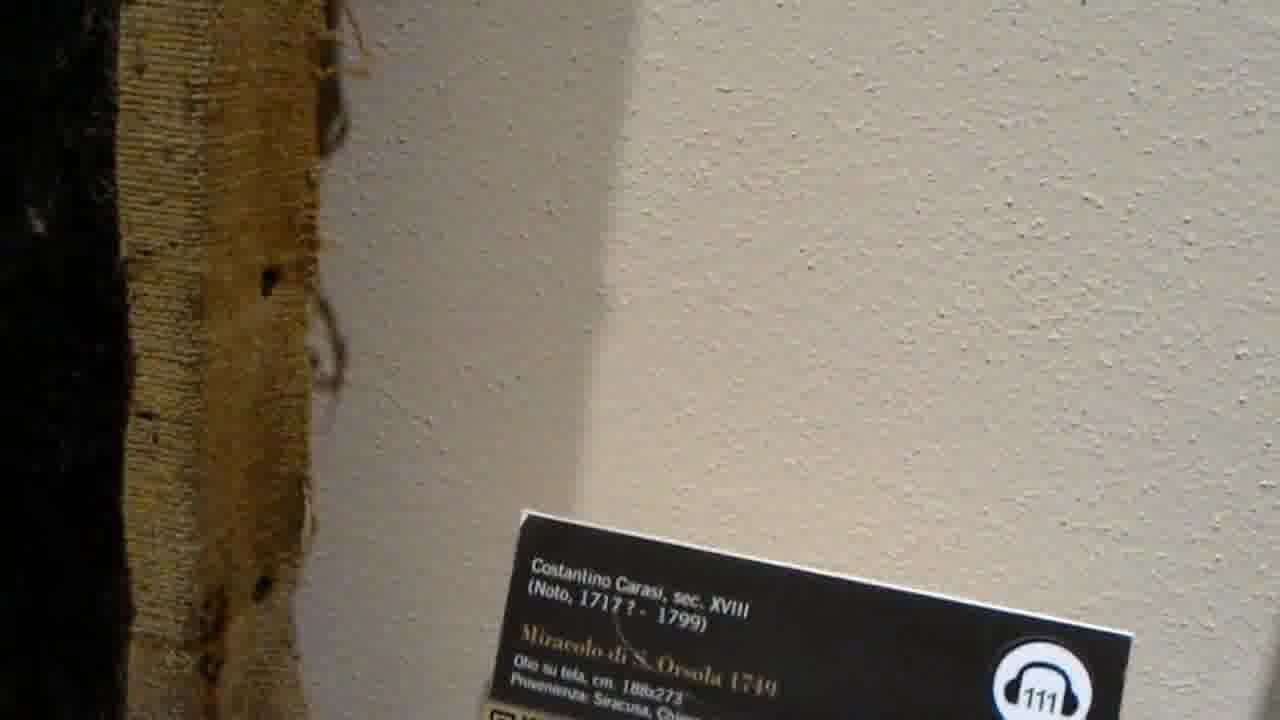 Costantino Carasi, sec. XVIII
(Noto, 1717 ? - 1799)
Miracolo di S. Orsola 1749
Olio su tela, cm. 188x273
Provenienza: Siracusa,
111